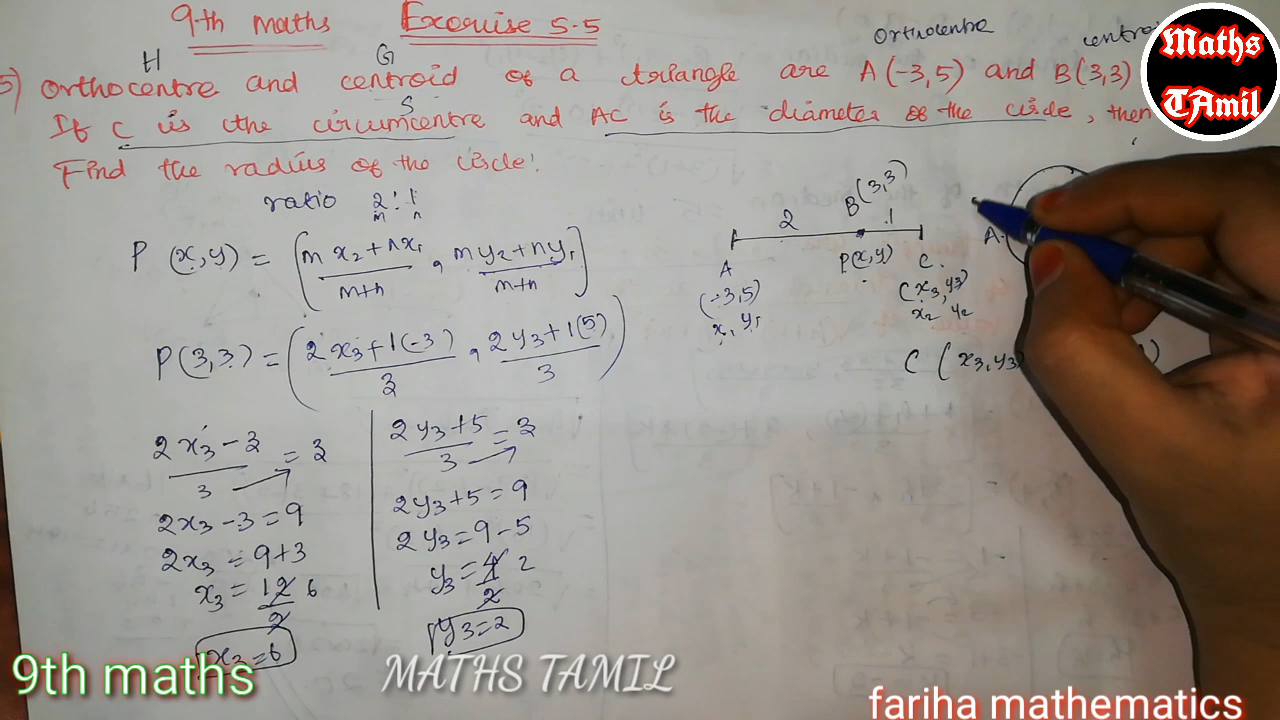 9th maths Exercise 5.5
H G
5) Orthocentre and centroid of a triangle are A(-3,5) and B(3,3)
S
If C is the circumcentre and AC is the diameter of the circle, then
Find the radius of the circle.
Orthocentre
Maths
TAmil
ratio 2:1
m n
P (x,y) = [mx₂+nx₁/m+n, my₂+ny₁/m+n]
P(3,3) = (2x₃+1(-3)/3, 2y₃+1(5)/3)
2x₃-3/3 = 3
2x₃-3=9
2x₃=9+3
x₃=12/2 6
x₃=6
2y₃+5/3=3
2y₃+5=9
2y₃=9-5
y₃=4/2 2
y₃=2
2 B(3,3) 1
A P(x,y) C
(-3,5) (x₃,y₃)
x₁ y₁ x₂ y₂
A
C (x₃,y₃)
9th maths
MATHS TAMIL
fariha mathematics